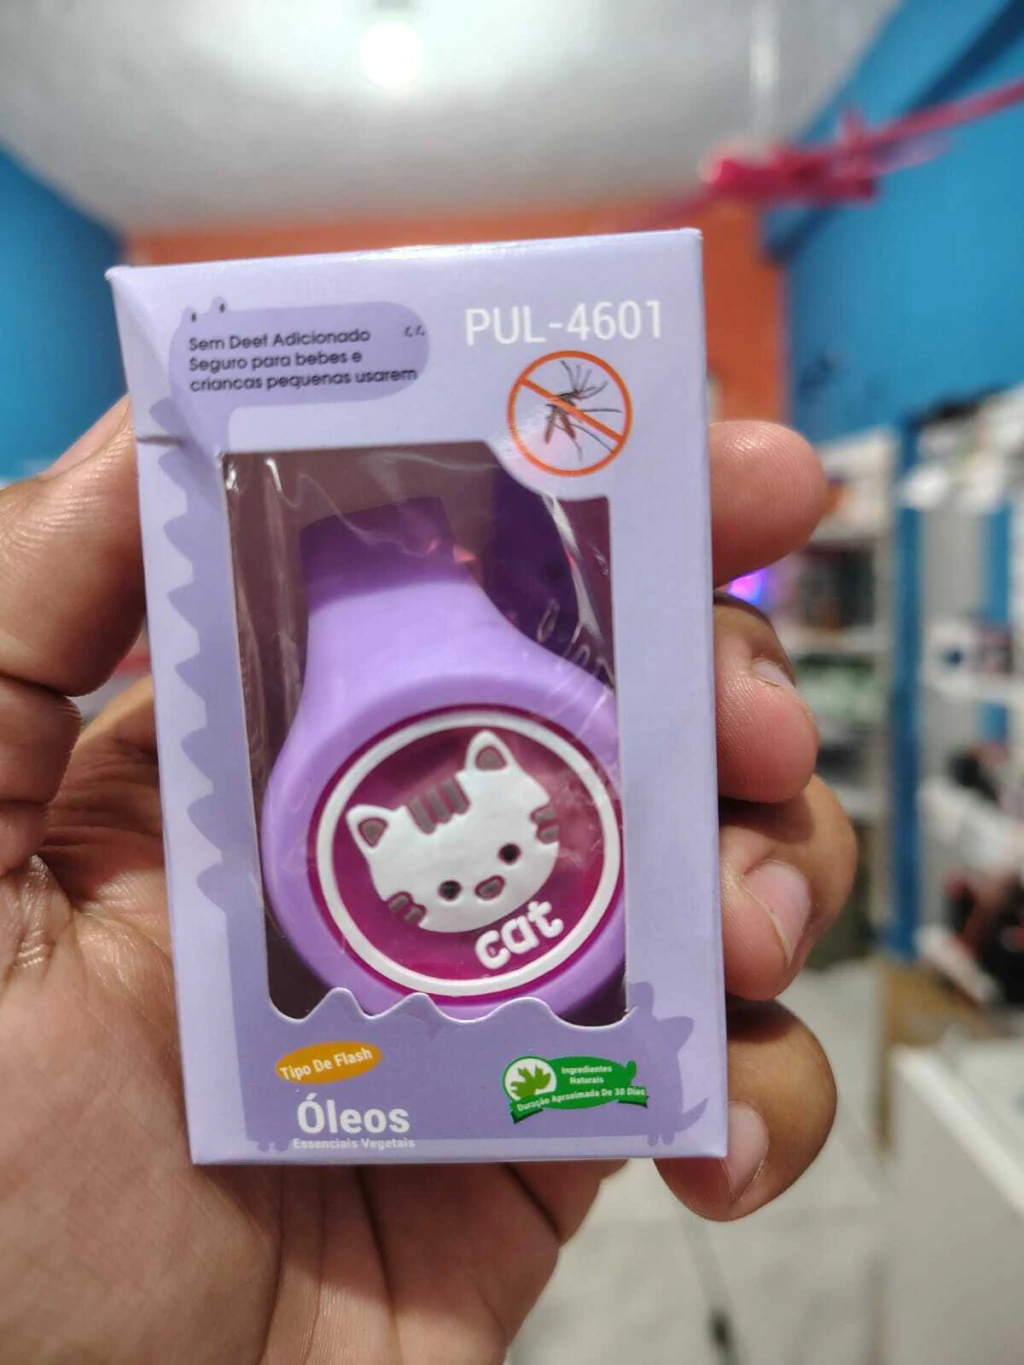 Sem Deet Adicionado
Seguro para bebes e
criancas pequenas usarem
PUL-4601
cat
Tipo De Flash
Óleos
Essenciais Vegetais
Ingredientes
Naturais
Duração Aproximada De 30 Dias